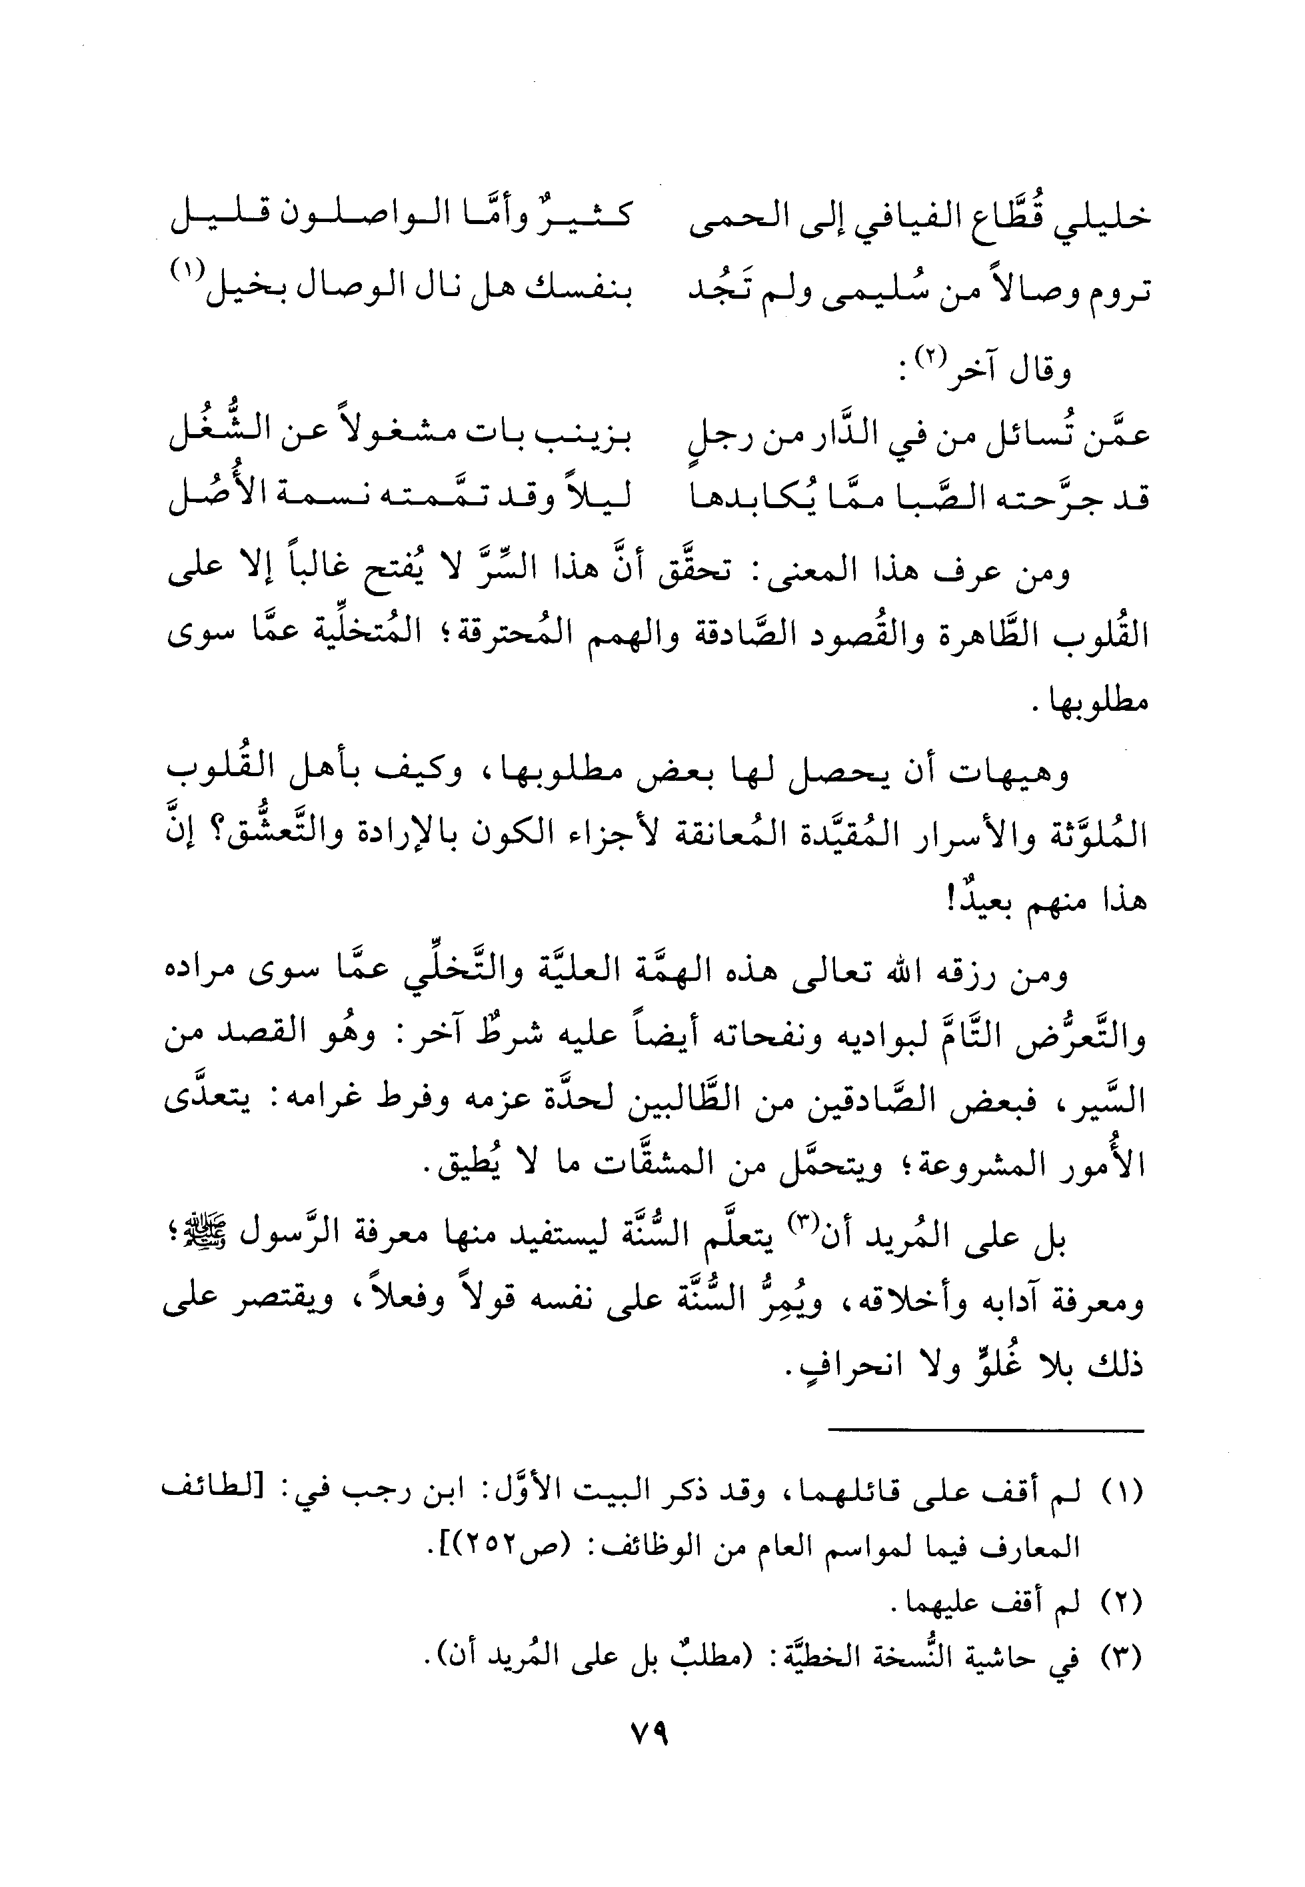 خليلي قُطَّاع الفيافي إلى الحمى كثيرٌ وأمَّا الواصلون قليل
تروم وصالاً من سُليمى ولم تَجُد بنفسك هل نال الوصال بخيل(١)
وقال آخر(٢):
عمَّن تُسائل من في الدَّار من رجلٍ بزينب بات مشغولاً عن الشُّغُل
قد جرَّحته الصَّبا ممَّا يُكابدها ليلاً وقد تمَّمته نسمة الأُصُل
ومن عرف هذا المعنى: تحقَّق أنَّ هذا السِّرَّ لا يُفتح غالباً إلا على
القُلوب الطَّاهرة والقُصود الصَّادقة والهمم المُحترقة؛ المُتخلِّية عمَّا سوى
مطلوبها.
وهيهات أن يحصل لها بعض مطلوبها، وكيف بأهل القُلوب
المُلوَّثة والأسرار المُقيَّدة المُعانقة لأجزاء الكون بالإرادة والتَّعشُّق؟ إنَّ
هذا منهم بعيدٌ!
ومن رزقه الله تعالى هذه الهمَّة العليَّة والتَّخلِّي عمَّا سوى مراده
والتَّعرُّض التَّامَّ لبواديه ونفحاته أيضاً عليه شرطٌ آخر: وهُو القصد من
السَّير، فبعض الصَّادقين من الطَّالبين لحدَّة عزمه وفرط غرامه: يتعدَّى
الأُمور المشروعة؛ ويتحمَّل من المشقَّات ما لا يُطيق.
بل على المُريد أن(٣) يتعلَّم السُّنَّة ليستفيد منها معرفة الرَّسول ﷺ؛
ومعرفة آدابه وأخلاقه، ويُمِرُّ السُّنَّة على نفسه قولاً وفعلاً، ويقتصر على
ذلك بلا غُلوٍّ ولا انحرافٍ.
(١) لم أقف على قائلهما، وقد ذكر البيت الأوَّل: ابن رجب في: [لطائف
المعارف فيما لمواسم العام من الوظائف: (ص٢٥٢)].
(٢) لم أقف عليهما.
(٣) في حاشية النُّسخة الخطيَّة: (مطلبٌ بل على المُريد أن).
٧٩